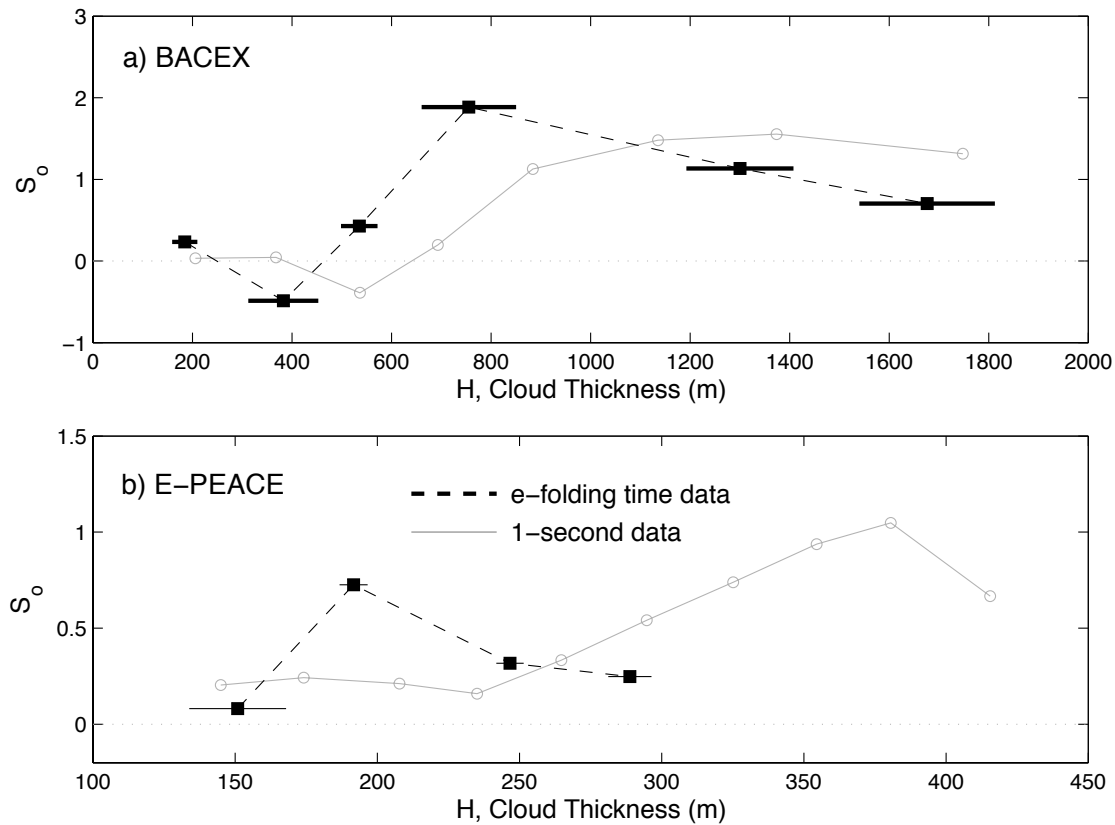 3
2
1
0
−1
S_o
a) BACEX
0 200 400 600 800 1000 1200 1400 1600 1800 2000
H, Cloud Thickness (m)
1.5
1
0.5
0
S_o
b) E−PEACE
e−folding time data
1−second data
100 150 200 250 300 350 400 450
H, Cloud Thickness (m)